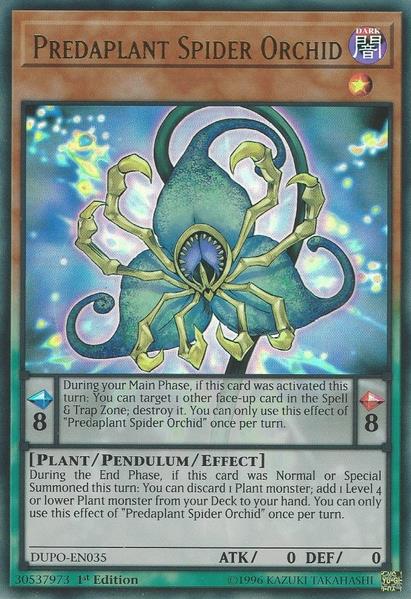 PREDAPLANT SPIDER ORCHID
DARK
闇
During your Main Phase, if this card was activated this
turn: You can target 1 other face-up card in the Spell
& Trap Zone; destroy it. You can only use this effect of
"Predaplant Spider Orchid" once per turn.
8
8
[PLANT/PENDULUM/EFFECT]
During the End Phase, if this card was Normal or Special
Summoned this turn: You can discard 1 Plant monster; add 1 Level 4
or lower Plant monster from your Deck to your hand. You can only
use this effect of "Predaplant Spider Orchid" once per turn.
DUPO-EN035
ATK/ 0 DEF/ 0
30537973 1st Edition
©1996 KAZUKI TAKAHASHI